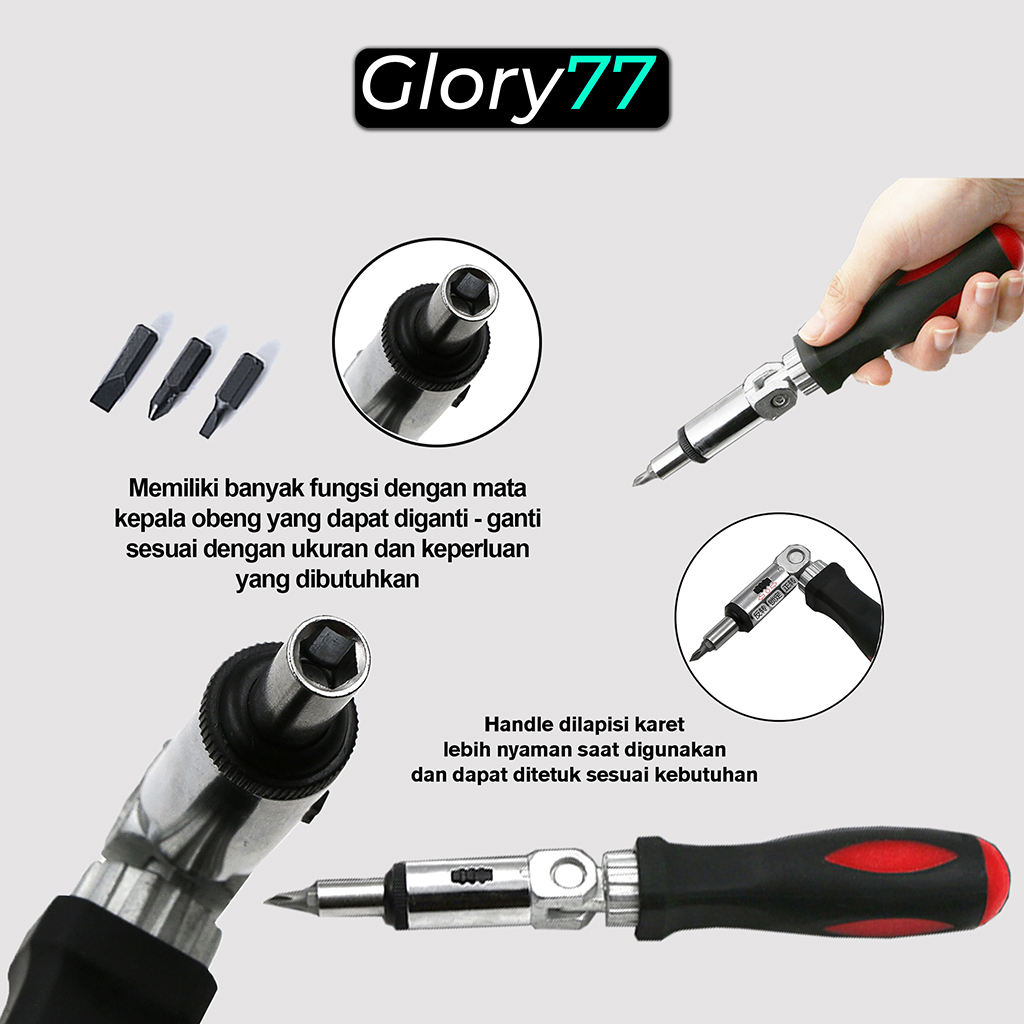 Glory77
Memiliki banyak fungsi dengan mata
kepala obeng yang dapat diganti - ganti
sesuai dengan ukuran dan keperluan
yang dibutuhkan
Handle dilapisi karet
lebih nyaman saat digunakan
dan dapat ditetuk sesuai kebutuhan